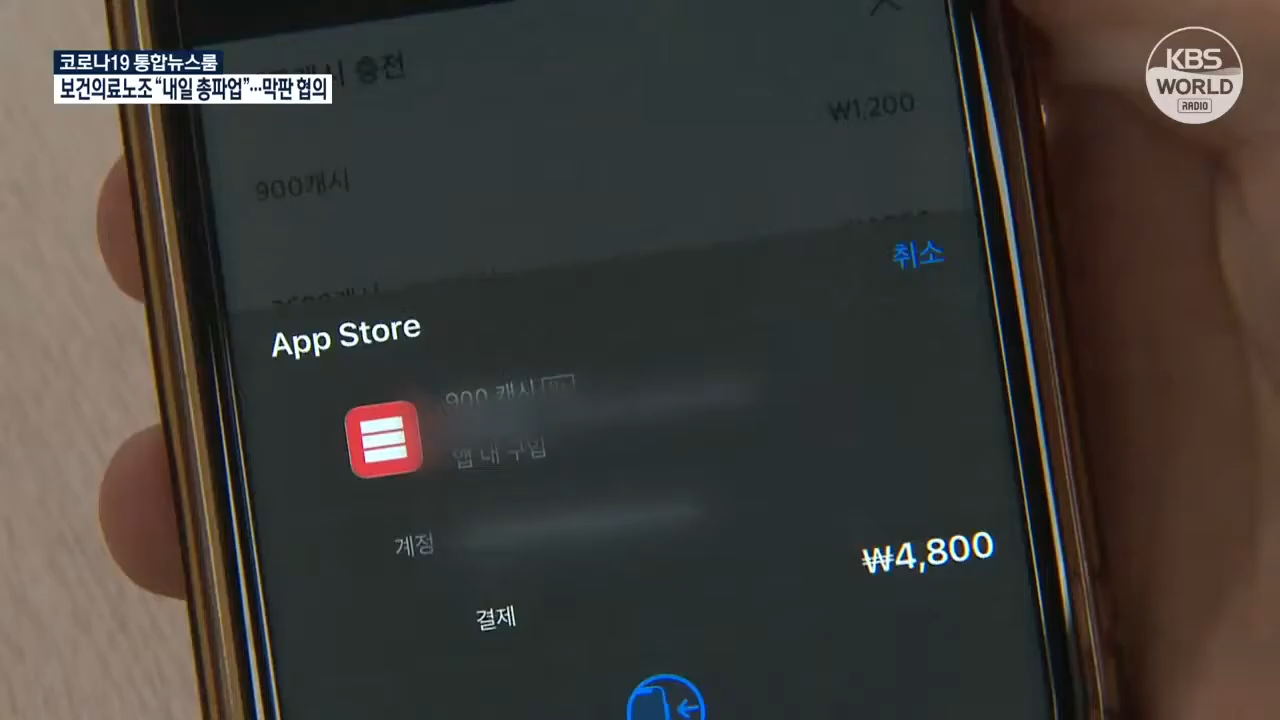 코로나19 통합뉴스룸
보건의료노조 “내일 총파업”…막판 협의
KBS
WORLD
RADIO
충전
₩1,200
900캐시
취소
App Store
900 캐시
앱 내 구입
계정
₩4,800
결제